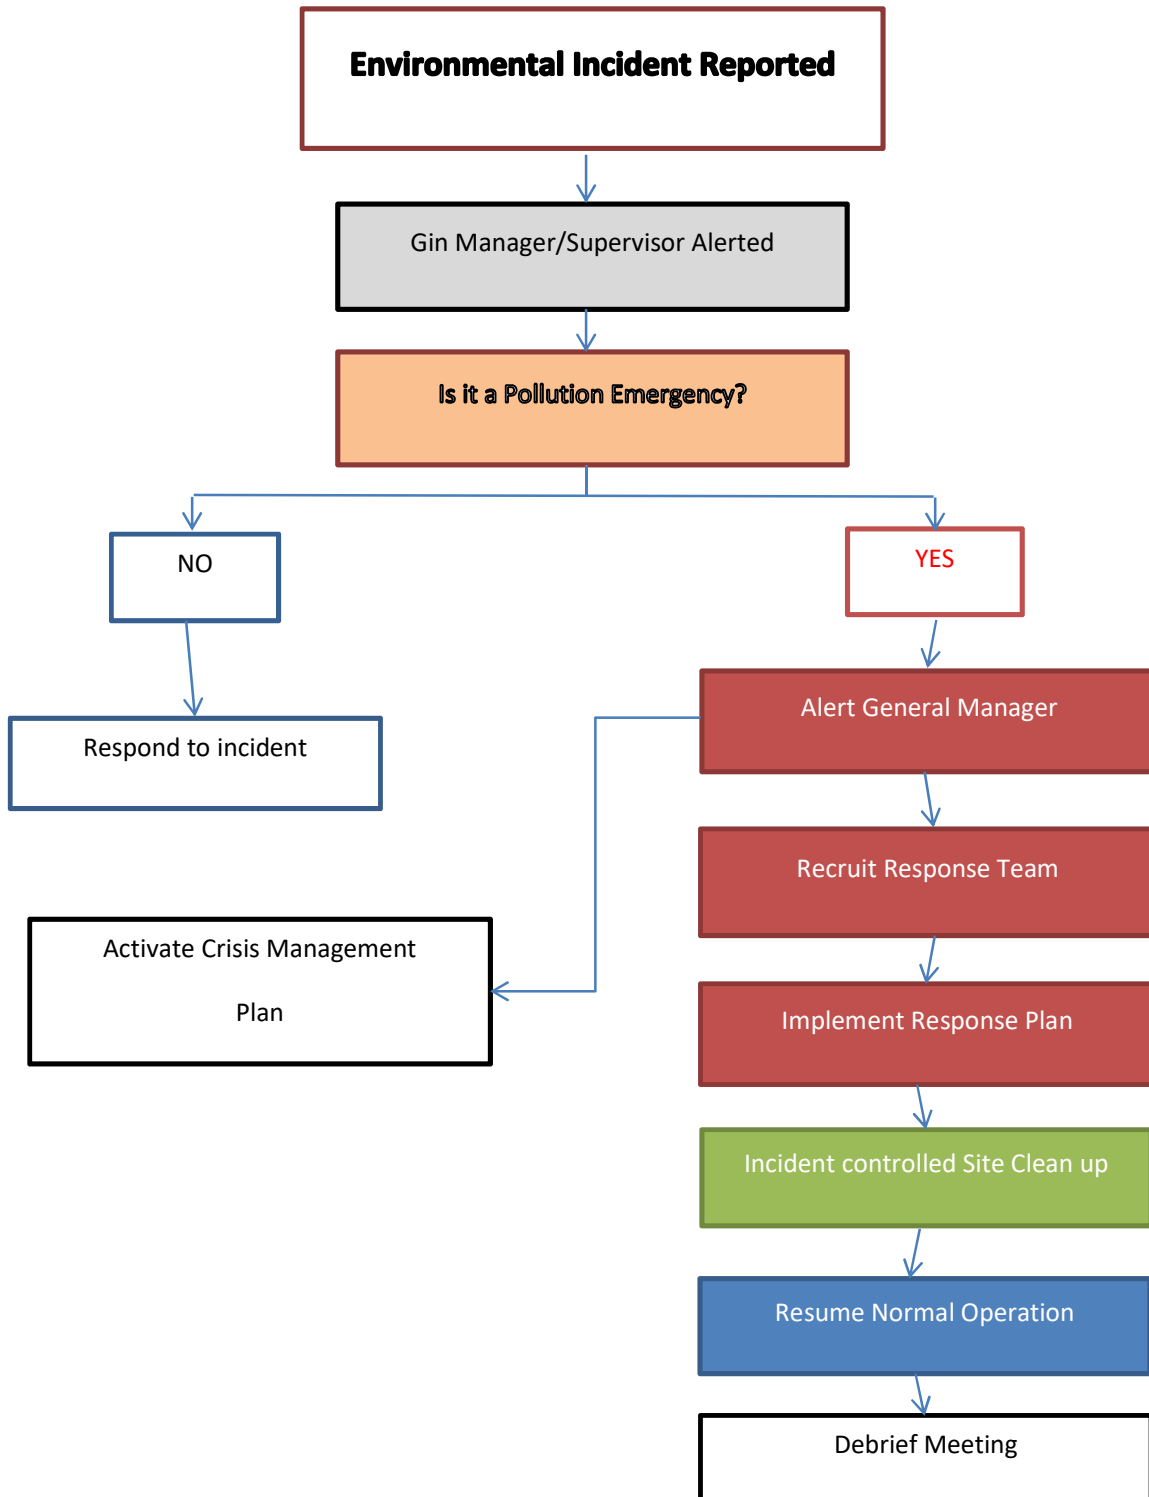 Environmental Incident Reported
Gin Manager/Supervisor Alerted
Is it a Pollution Emergency?
NO
YES
Respond to incident
Alert General Manager
Recruit Response Team
Activate Crisis Management
Plan
Implement Response Plan
Incident controlled Site Clean up
Resume Normal Operation
Debrief Meeting